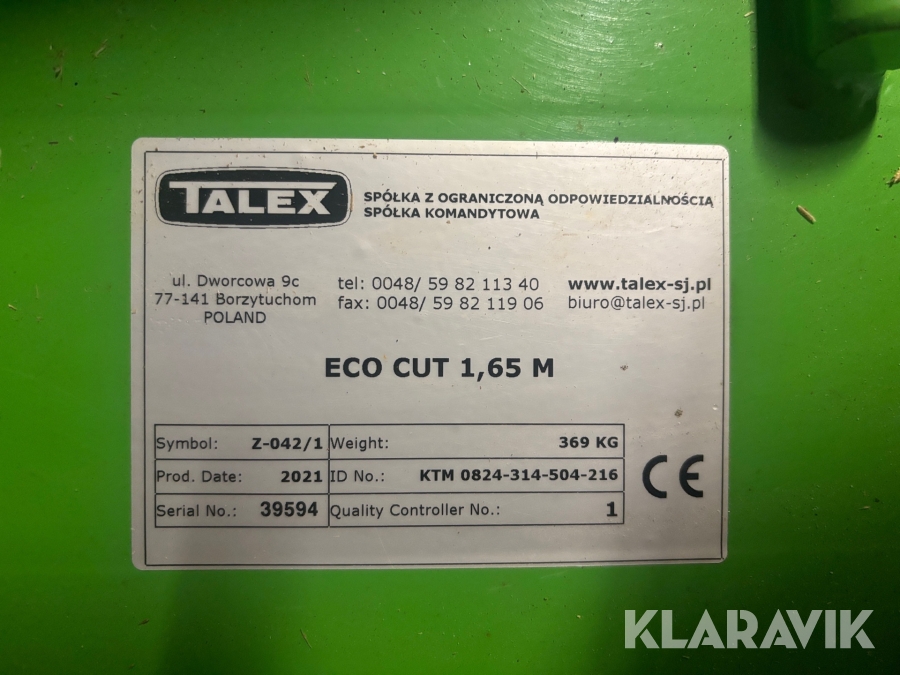 TALEX
SPÓŁKA Z OGRANICZONĄ ODPOWIEDZIALNOŚCIĄ
SPÓŁKA KOMANDYTOWA
ul. Dworcowa 9c
77-141 Borzytuchom
POLAND
tel: 0048/ 59 82 113 40
fax: 0048/ 59 82 119 06
www.talex-sj.pl
biuro@talex-sj.pl
ECO CUT 1,65 M
Symbol: Z-042/1 Weight: 369 KG
Prod. Date: 2021 ID No.: KTM 0824-314-504-216
Serial No.: 39594 Quality Controller No.: 1
CE
KLARAVIK